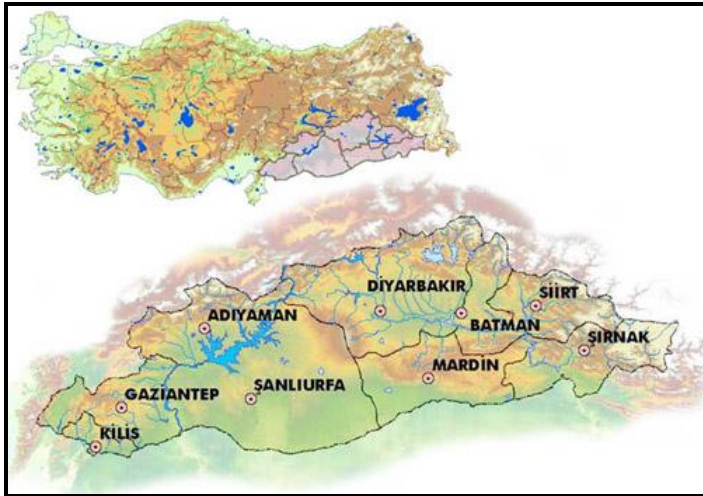 DİYARBAKIR
SİİRT
ADIYAMAN
BATMAN
ŞIRNAK
MARDİN
GAZİANTEP
ŞANLIURFA
KİLİS